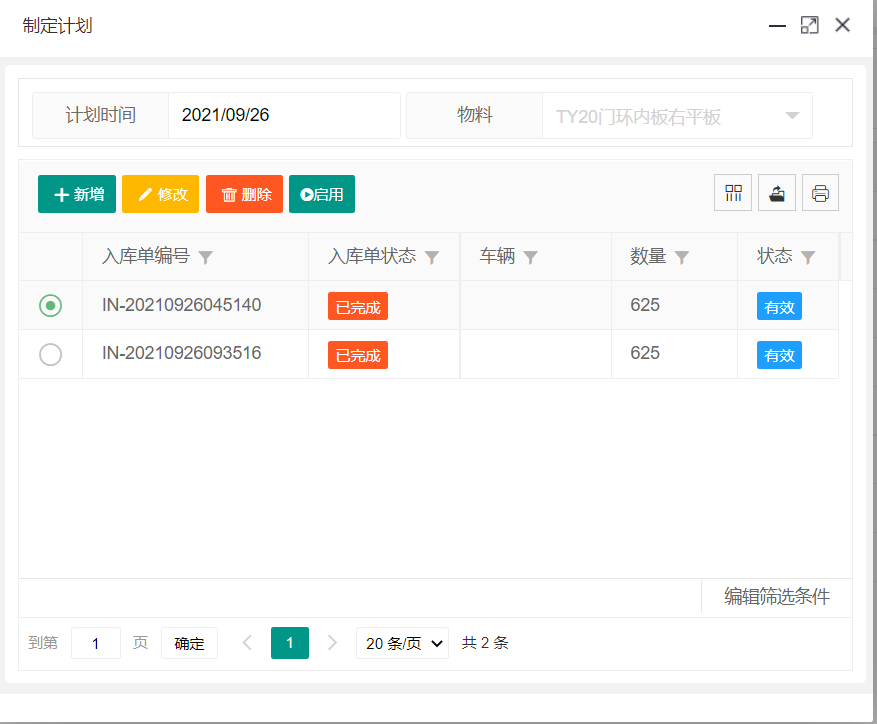 制定计划
计划时间 2021/09/26 物料 TY20门环内板右平板
新增 修改 删除 启用
入库单编号 入库单状态 车辆 数量 状态
IN-20210926045140 已完成 625 有效
IN-20210926093516 已完成 625 有效
编辑筛选条件
到第 1 页 确定 1 20 条/页 共 2 条